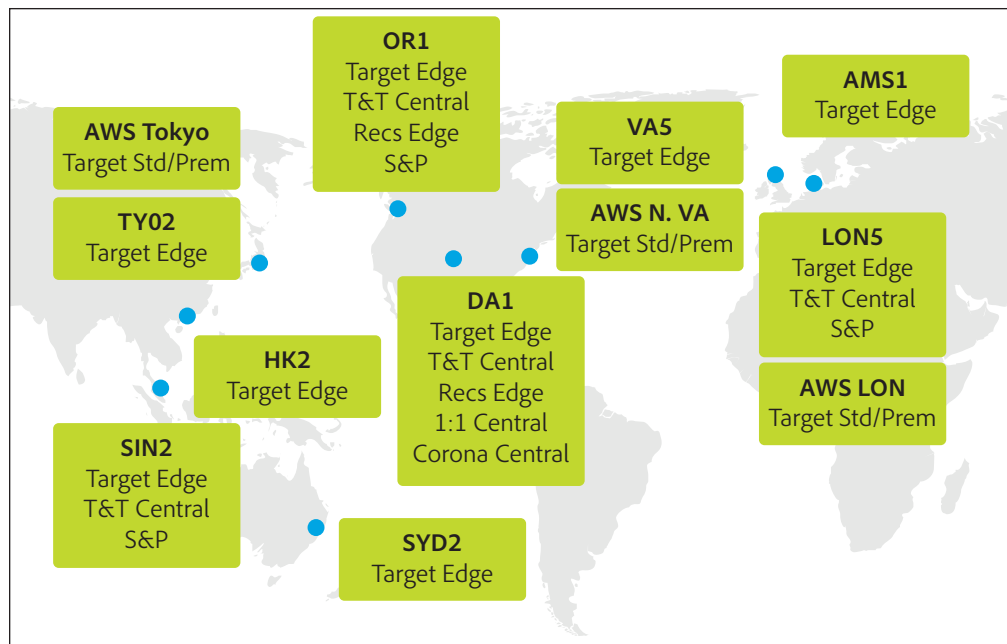 OR1
Target Edge
T&T Central
Recs Edge
S&P
AMS1
Target Edge
AWS Tokyo
Target Std/Prem
VA5
Target Edge
TY02
Target Edge
AWS N. VA
Target Std/Prem
LON5
Target Edge
T&T Central
S&P
DA1
Target Edge
T&T Central
Recs Edge
1:1 Central
Corona Central
HK2
Target Edge
AWS LON
Target Std/Prem
SIN2
Target Edge
T&T Central
S&P
SYD2
Target Edge